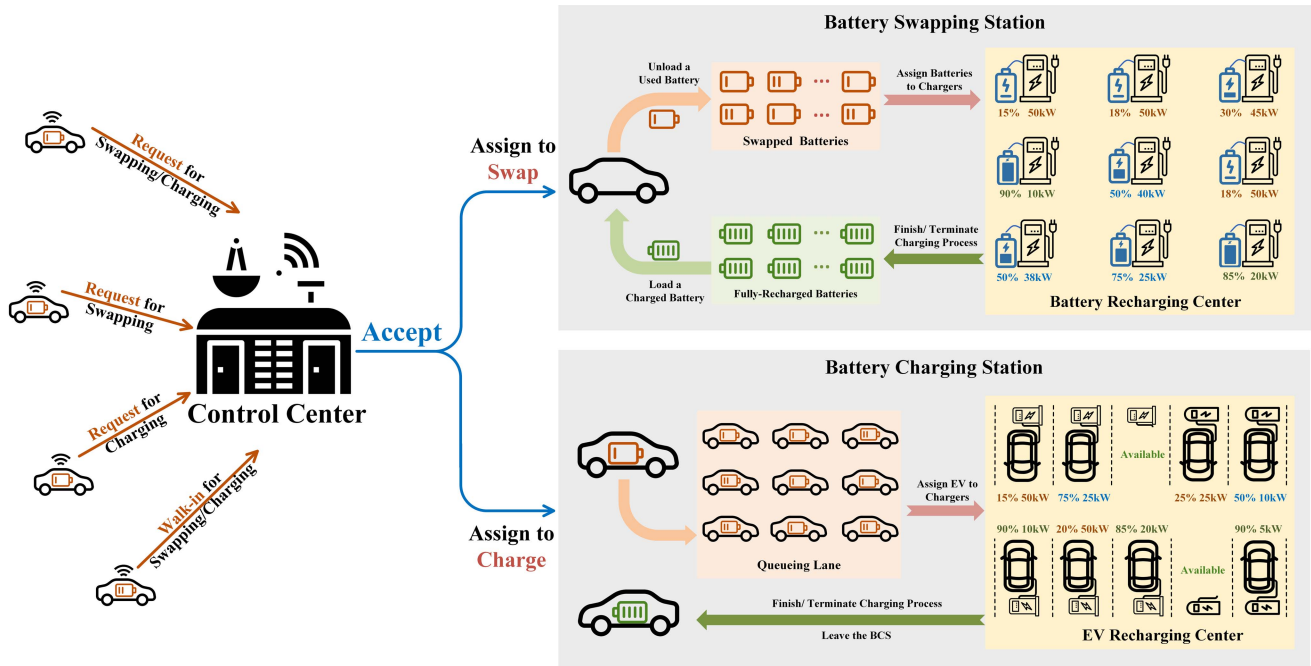 Request for
Swapping/Charging
Request for
Swapping
Request for
Charging
Walk-in for
Swapping/Charging
Control Center
Accept
Assign to
Swap
Assign to
Charge
Battery Swapping Station
Unload a
Used Battery
Swapped Batteries
Assign Batteries
to Chargers
Load a
Charged Battery
Fully-Recharged Batteries
Finish/ Terminate
Charging Process
15% 50kW
18% 50kW
30% 45kW
90% 10kW
50% 40kW
18% 50kW
50% 38kW
75% 25kW
85% 20kW
Battery Recharging Center
Battery Charging Station
Queueing Lane
Assign EV to
Chargers
Finish/ Terminate Charging Process
Leave the BCS
Available
15% 50kW
75% 25kW
25% 25kW
50% 10kW
90% 10kW
20% 50kW
85% 20kW
90% 5kW
Available
EV Recharging Center